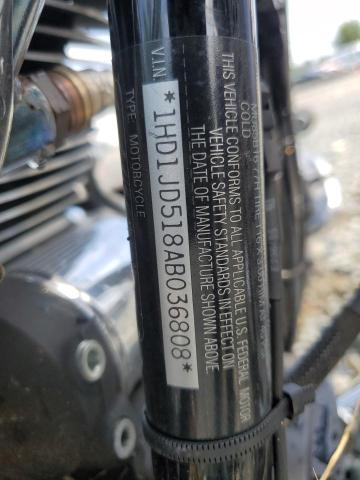 COLD
THIS VEHICLE CONFORMS TO ALL APPLICABLE U.S. FEDERAL MOTOR
VEHICLE SAFETY STANDARDS IN EFFECT ON
THE DATE OF MANUFACTURE SHOWN ABOVE
V.I.N. *1HD1JD518AB036808*
TYPE: MOTORCYCLE